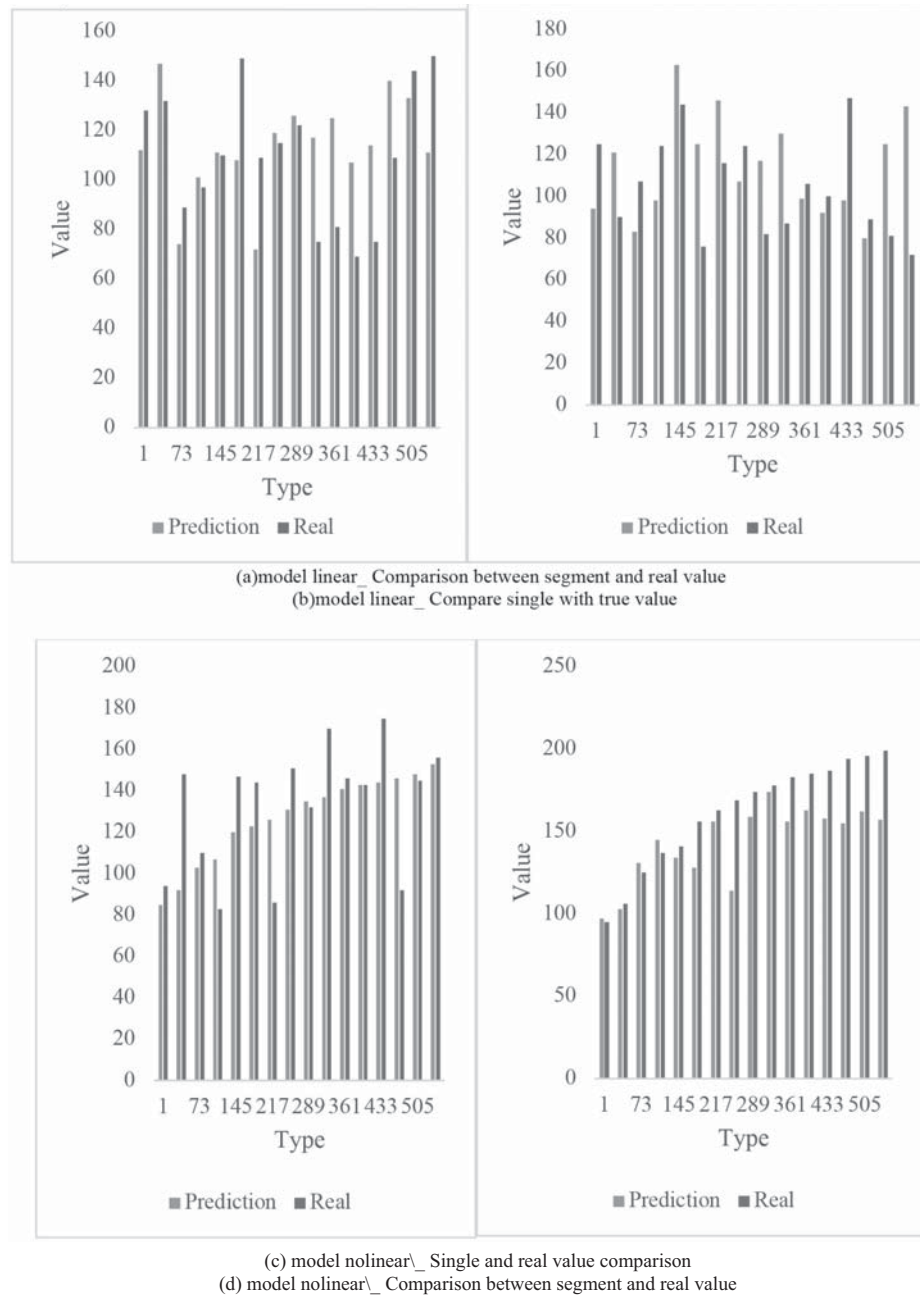 160
140
120
100
80
60
40
20
0
Value
1 73 145 217 289 361 433 505
Type
Prediction Real
180
160
140
120
100
80
60
40
20
0
Value
1 73 145 217 289 361 433 505
Type
Prediction Real
(a)model linear_ Comparison between segment and real value
(b)model linear_ Compare single with true value
200
180
160
140
120
100
80
60
40
20
0
Value
1 73 145 217 289 361 433 505
Type
Prediction Real
250
200
150
100
50
0
Value
1 73 145 217 289 361 433 505
Type
Prediction Real
(c) model nolinear\_ Single and real value comparison
(d) model nolinear\_ Comparison between segment and real value